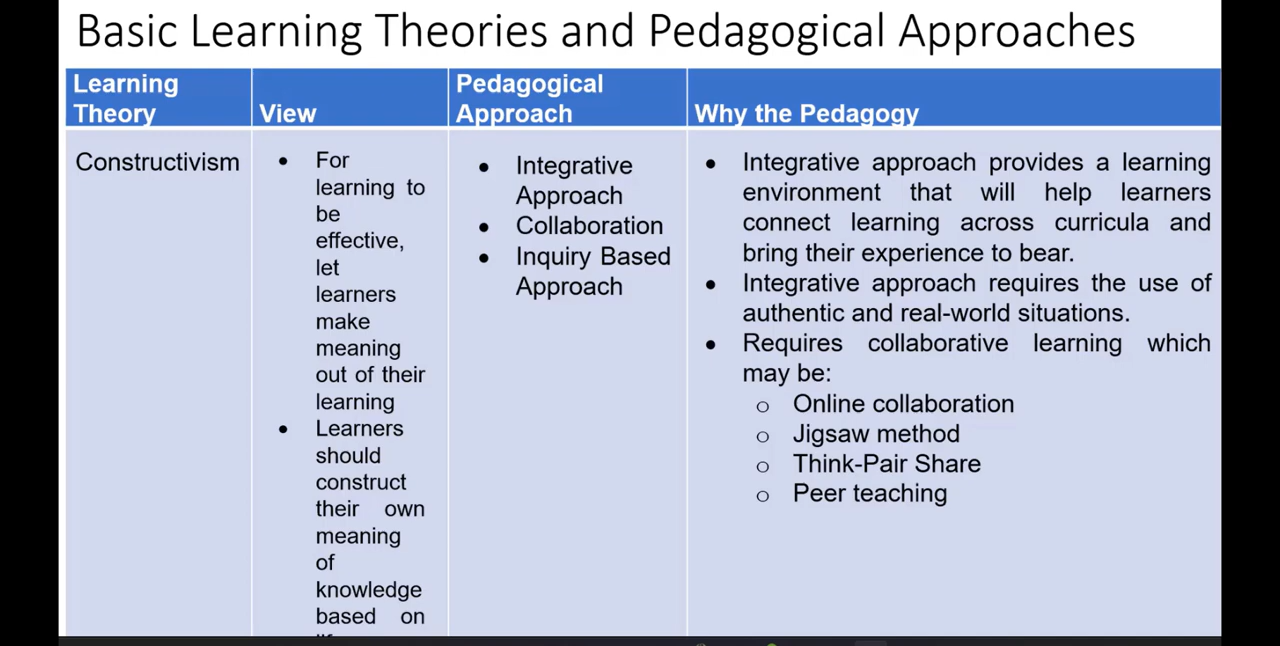 Basic Learning Theories and Pedagogical Approaches
Learning
Theory
View
Pedagogical
Approach
Why the Pedagogy
Constructivism
• For
learning to
be
effective,
let
learners
make
meaning
out of their
learning
• Learners
should
construct
their own
meaning
of
knowledge
based on
• Integrative
Approach
• Collaboration
• Inquiry Based
Approach
• Integrative approach provides a learning
environment that will help learners
connect learning across curricula and
bring their experience to bear.
• Integrative approach requires the use of
authentic and real-world situations.
• Requires collaborative learning which
may be:
o Online collaboration
o Jigsaw method
o Think-Pair Share
o Peer teaching